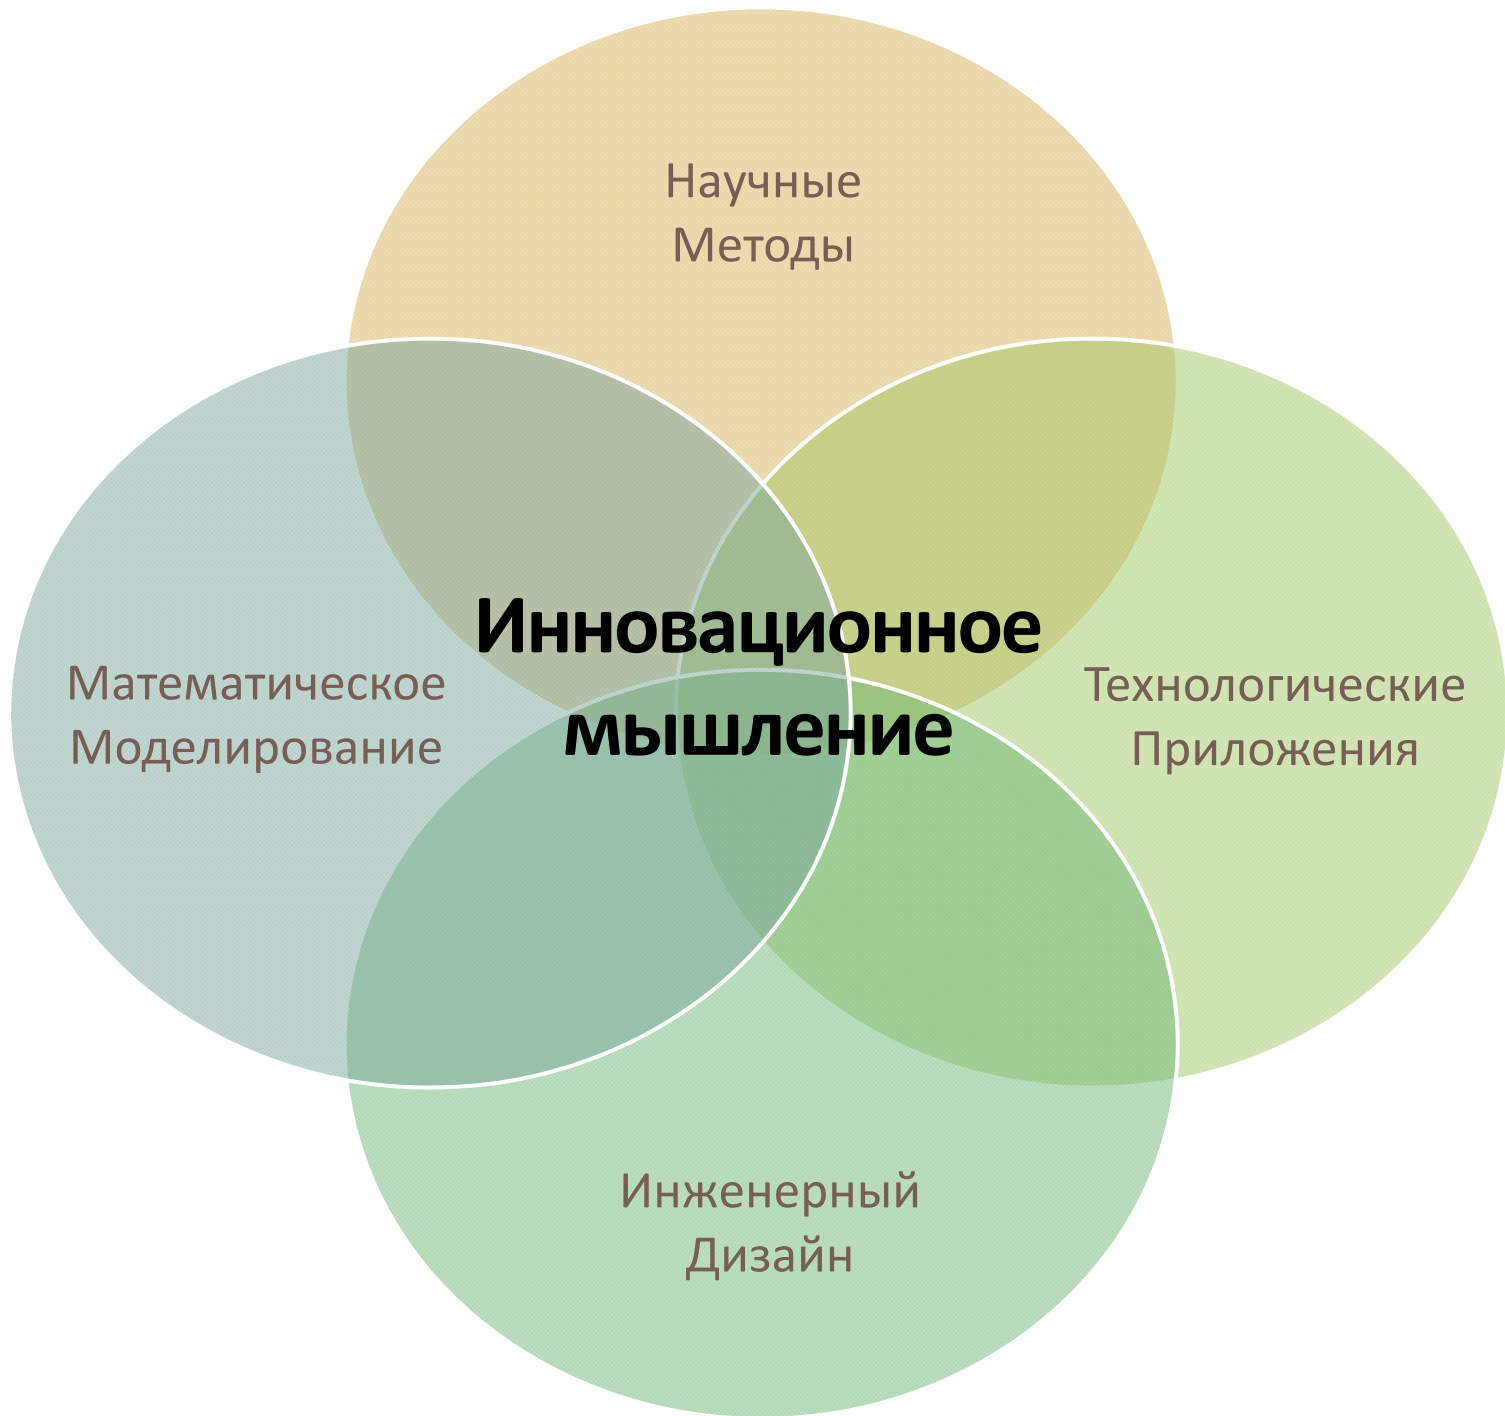 Научные
Методы
Инновационное
мышление
Математическое
Моделирование
Технологические
Приложения
Инженерный
Дизайн